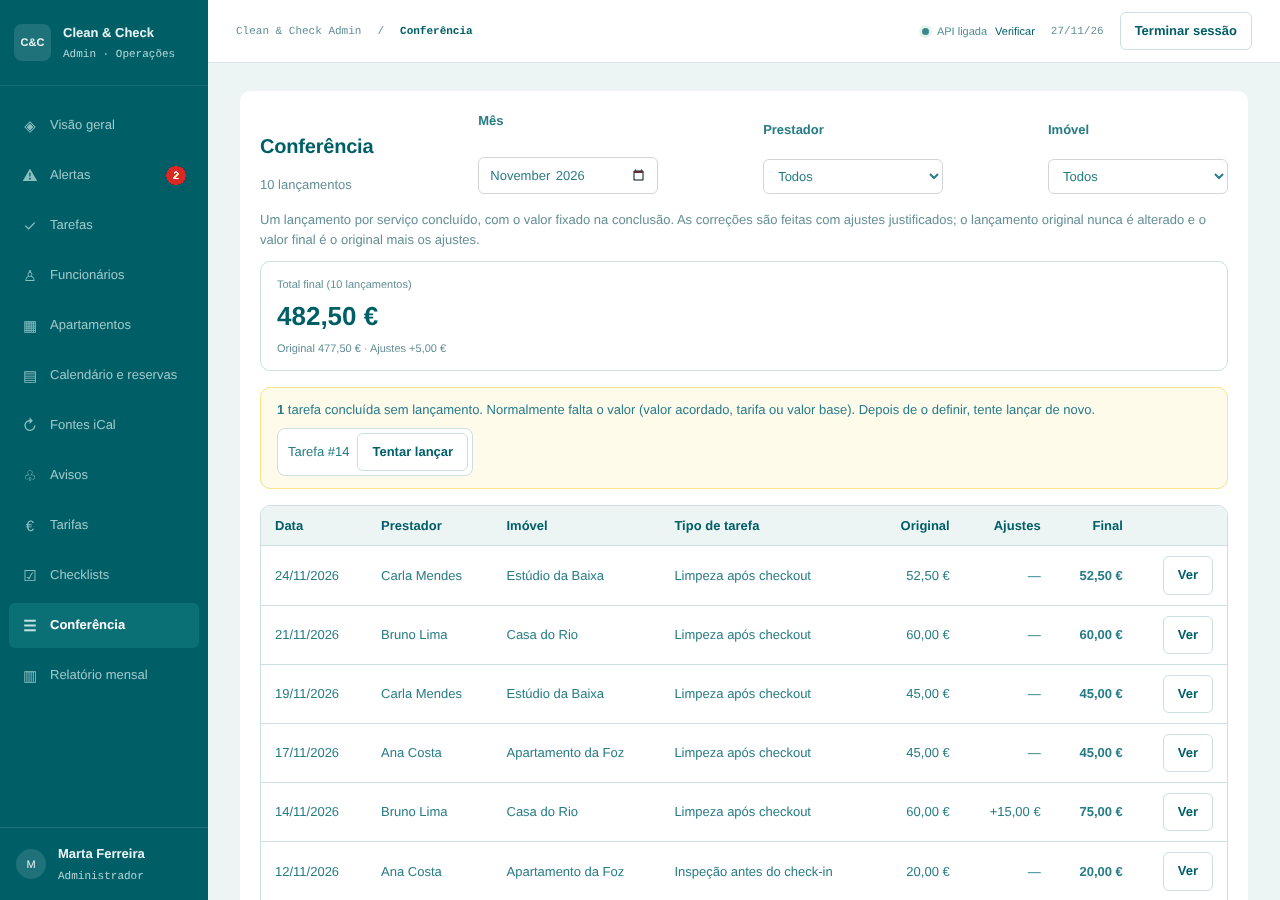 C&C
Clean & Check
Admin · Operações
Visão geral
Alertas 2
Tarefas
Funcionários
Apartamentos
Calendário e reservas
Fontes iCal
Avisos
€ Tarifas
Checklists
Conferência
Relatório mensal
M
Marta Ferreira
Administrador
Clean & Check Admin / Conferência
API ligada Verificar 27/11/26 Terminar sessão
Conferência
10 lançamentos
Mês
November 2026
Prestador
Todos
Imóvel
Todos
Um lançamento por serviço concluído, com o valor fixado na conclusão. As correções são feitas com ajustes justificados; o lançamento original nunca é alterado e o
valor final é o original mais os ajustes.
Total final (10 lançamentos)
482,50 €
Original 477,50 € · Ajustes +5,00 €
1 tarefa concluída sem lançamento. Normalmente falta o valor (valor acordado, tarifa ou valor base). Depois de o definir, tente lançar de novo.
Tarefa #14 Tentar lançar
Data Prestador Imóvel Tipo de tarefa Original Ajustes Final
24/11/2026 Carla Mendes Estúdio da Baixa Limpeza após checkout 52,50 € — 52,50 € Ver
21/11/2026 Bruno Lima Casa do Rio Limpeza após checkout 60,00 € — 60,00 € Ver
19/11/2026 Carla Mendes Estúdio da Baixa Limpeza após checkout 45,00 € — 45,00 € Ver
17/11/2026 Ana Costa Apartamento da Foz Limpeza após checkout 45,00 € — 45,00 € Ver
14/11/2026 Bruno Lima Casa do Rio Limpeza após checkout 60,00 € +15,00 € 75,00 € Ver
12/11/2026 Ana Costa Apartamento da Foz Inspeção antes do check-in 20,00 € — 20,00 € Ver